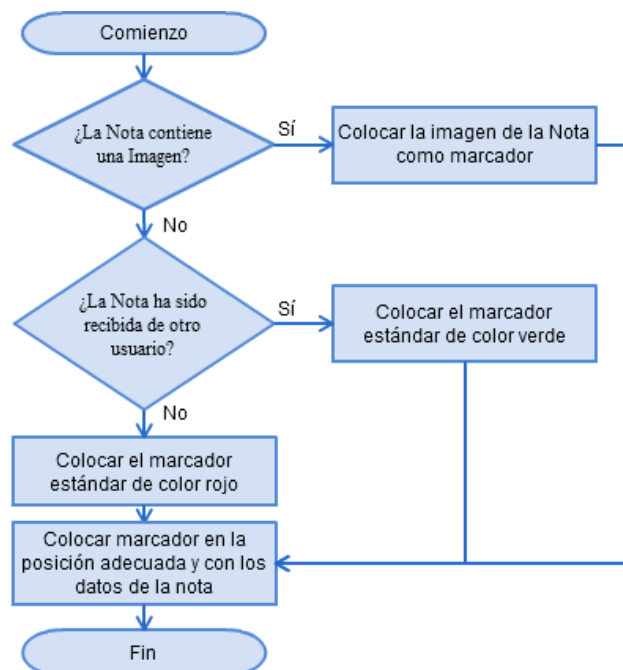 Comienzo
¿La Nota contiene
una Imagen?
Sí
Colocar la imagen de la Nota
como marcador
No
¿La Nota ha sido
recibida de otro
usuario?
Sí
Colocar el marcador
estándar de color verde
No
Colocar el marcador
estándar de color rojo
Colocar marcador en la
posición adecuada y con los
datos de la nota
Fin